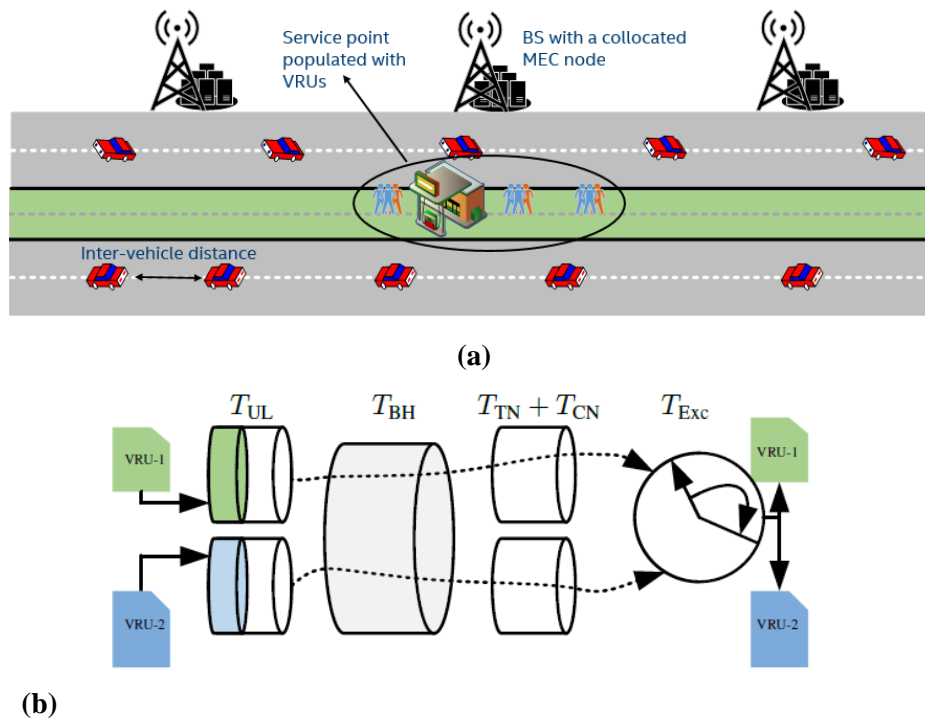 Service point
populated with
VRUs
BS with a collocated
MEC node
Inter-vehicle distance
(a)
T_UL
T_BH
T_TN + T_CN
T_Exc
VRU-1
VRU-1
VRU-2
VRU-2
(b)